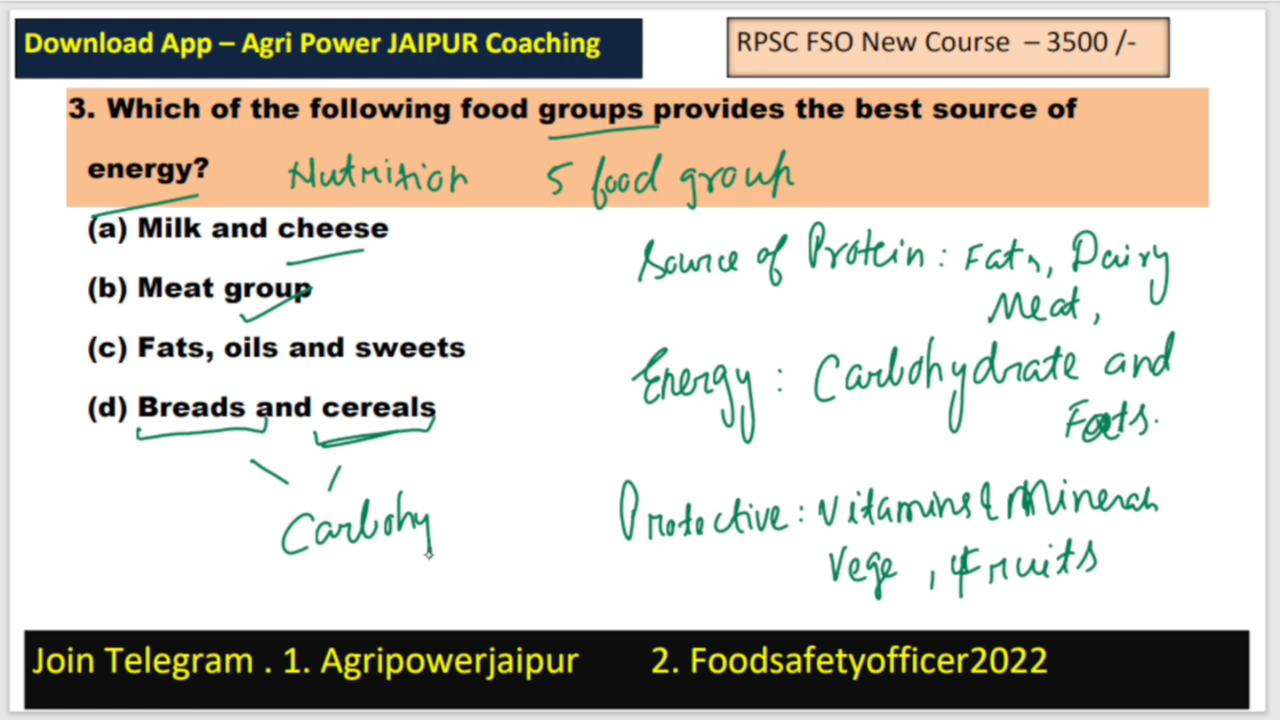 Download App – Agri Power JAIPUR Coaching
RPSC FSO New Course – 3500 /-
3. Which of the following food groups provides the best source of
energy?
Nutrition 5 food group
(a) Milk and cheese
(b) Meat group
(c) Fats, oils and sweets
(d) Breads and cereals
Carbohy
Source of Protein: Fats, Dairy
Meat,
Energy: Carbohydrate and
Fats.
Protective: Vitamins & Minerals
Vege, Fruits
Join Telegram . 1. Agripowerjaipur 2. Foodsafetyofficer2022